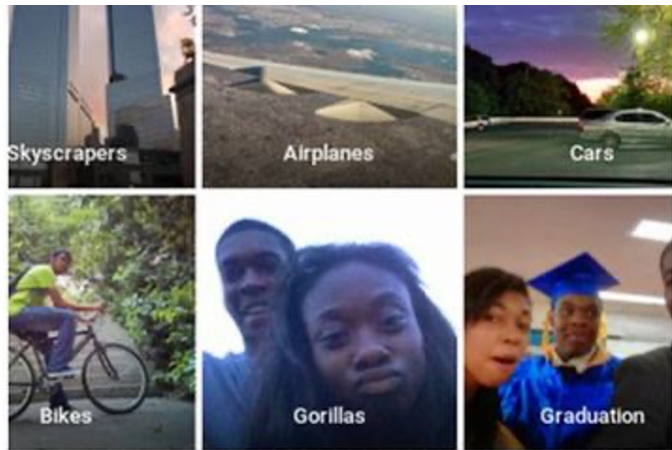 Skyscrapers
Airplanes
Cars
Bikes
Gorillas
Graduation